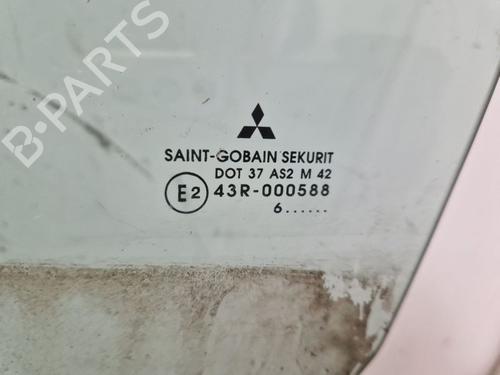 B-PARTS
SAINT-GOBAIN SEKURIT
DOT 37 AS2 M 42
E2 43R-000588
6......